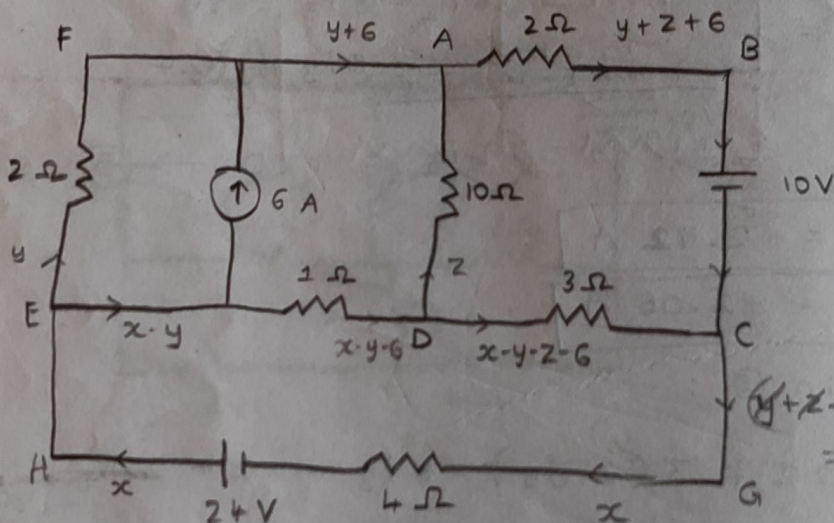 F
y+6
A
2Ω
y+z+6
B
2Ω
6 A
10Ω
10V
y
z
E
x-y
1Ω
x-y-6
D
x-y-z-6
3Ω
C
H
x
24V
4Ω
x
G